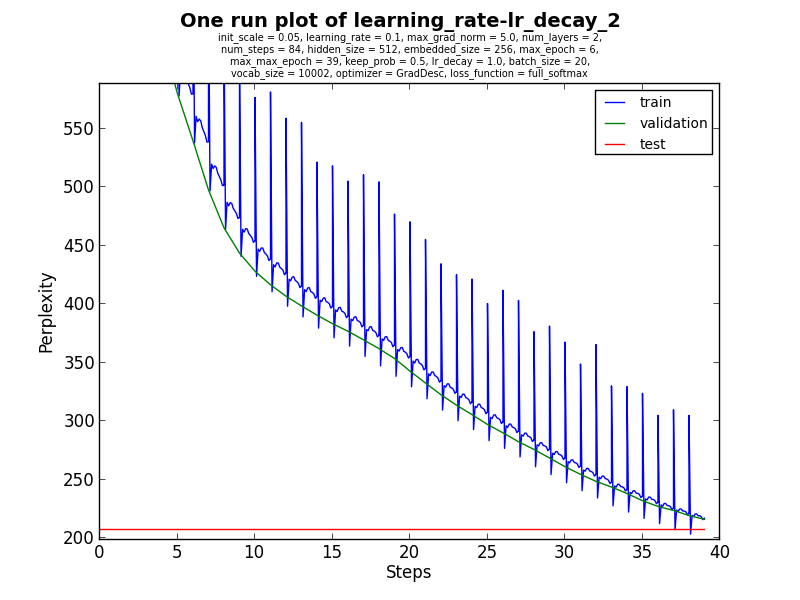 One run plot of learning_rate-lr_decay_2
init_scale = 0.05, learning_rate = 0.1, max_grad_norm = 5.0, num_layers = 2,
num_steps = 84, hidden_size = 512, embedded_size = 256, max_epoch = 6,
max_max_epoch = 39, keep_prob = 0.5, lr_decay = 1.0, batch_size = 20,
vocab_size = 10002, optimizer = GradDesc, loss_function = full_softmax
train
validation
test
Perplexity
550
500
450
400
350
300
250
200
0 5 10 15 20 25 30 35 40
Steps